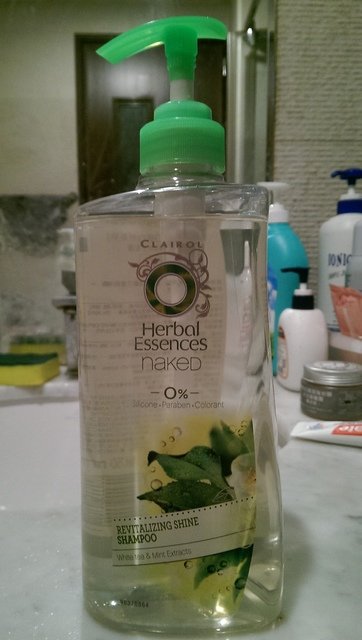 CLAIROL
Herbal
Essences
naked
0%
Silicone • Paraben • Colorant
REVITALIZING SHINE
SHAMPOO
White Tea & Mint Extracts